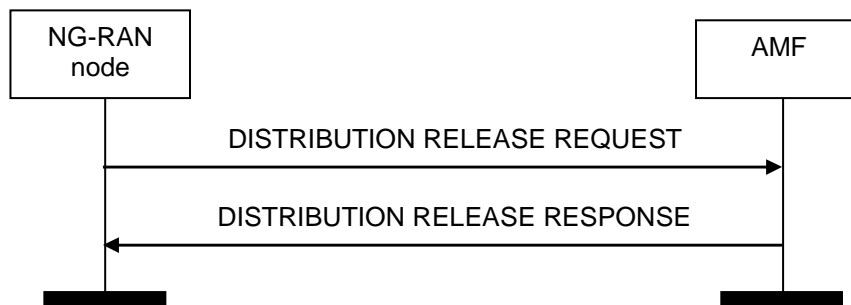 NG-RAN
node
AMF
DISTRIBUTION RELEASE REQUEST
DISTRIBUTION RELEASE RESPONSE